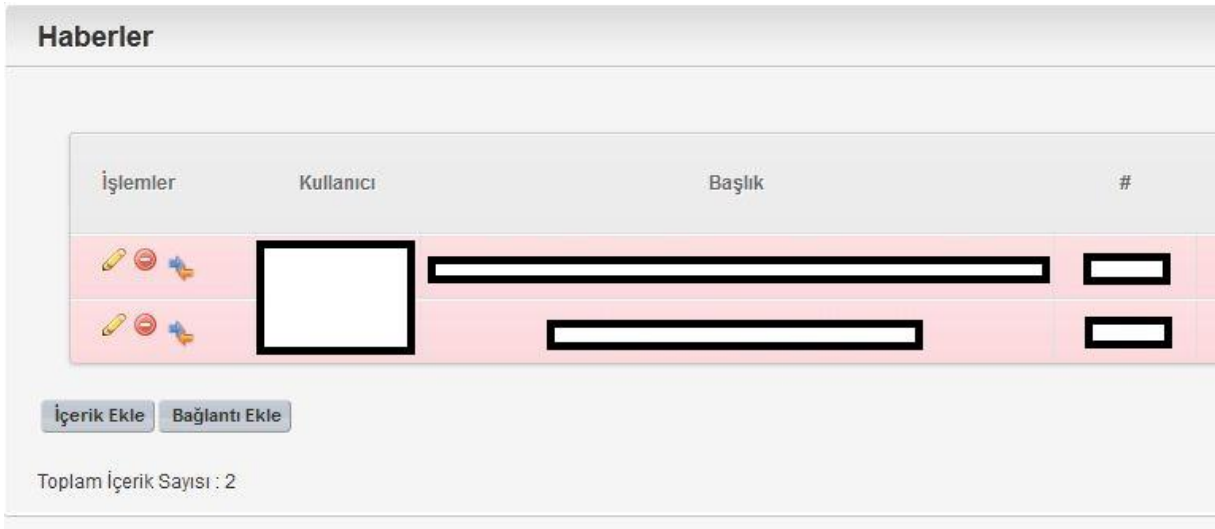 Haberler
İşlemler Kullanıcı Başlık #
İçerik Ekle Bağlantı Ekle
Toplam İçerik Sayısı : 2